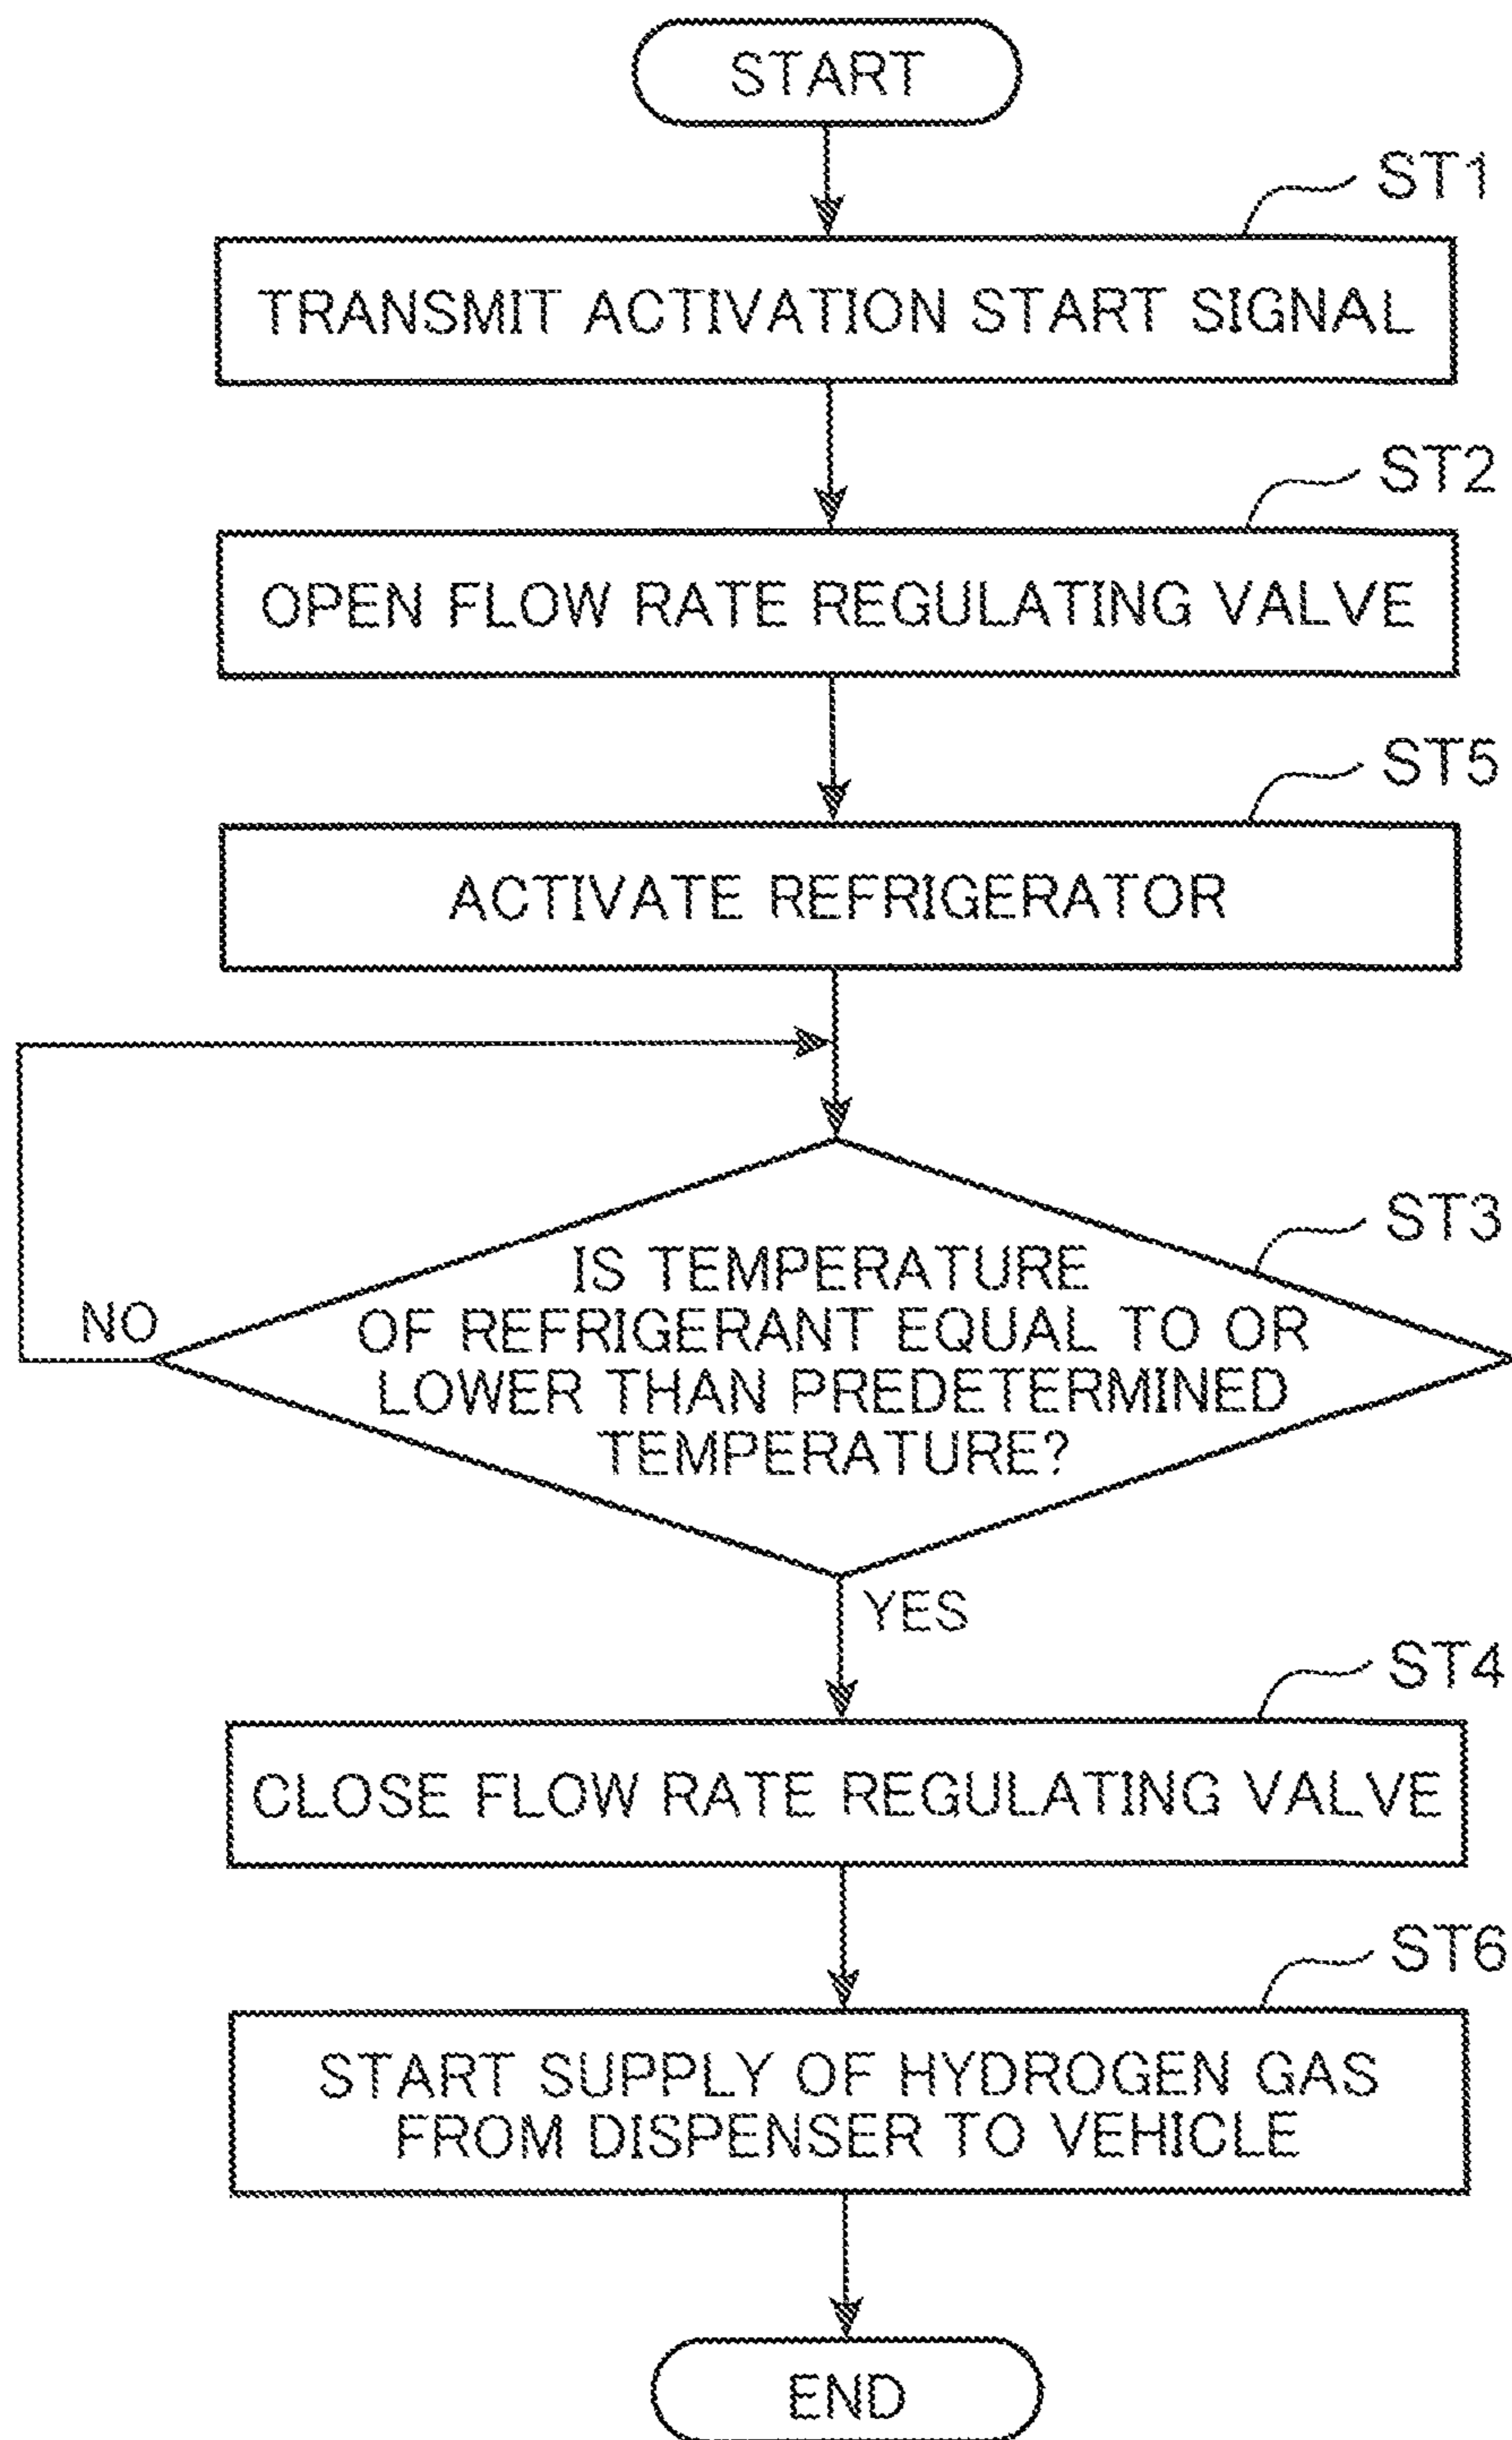 START
ST1
TRANSMIT ACTIVATION START SIGNAL
ST2
OPEN FLOW RATE REGULATING VALVE
ST5
ACTIVATE REFRIGERATOR
ST3
IS TEMPERATURE
OF REFRIGERANT EQUAL TO OR
LOWER THAN PREDETERMINED
TEMPERATURE?
NO
YES
ST4
CLOSE FLOW RATE REGULATING VALVE
ST6
START SUPPLY OF HYDROGEN GAS
FROM DISPENSER TO VEHICLE
END